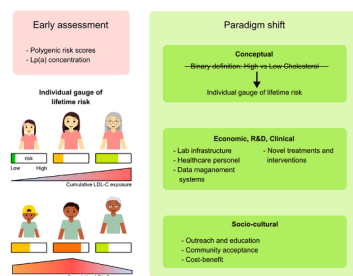 Early assessment
- Polygenic risk scores
- Lp(a) concentration
Individual gauge of
lifetime risk
risk
Low High
Cumulative LDL-C exposure
Paradigm shift
Conceptual
Binary definition: High vs Low Cholesterol
Individual gauge of lifetime risk
Economic, R&D, Clinical
- Lab infrastructure
- Healthcare personel
- Data maganement
systems
- Novel treatments and
interventions
Socio-cultural
- Outreach and education
- Community acceptance
- Cost-benefit